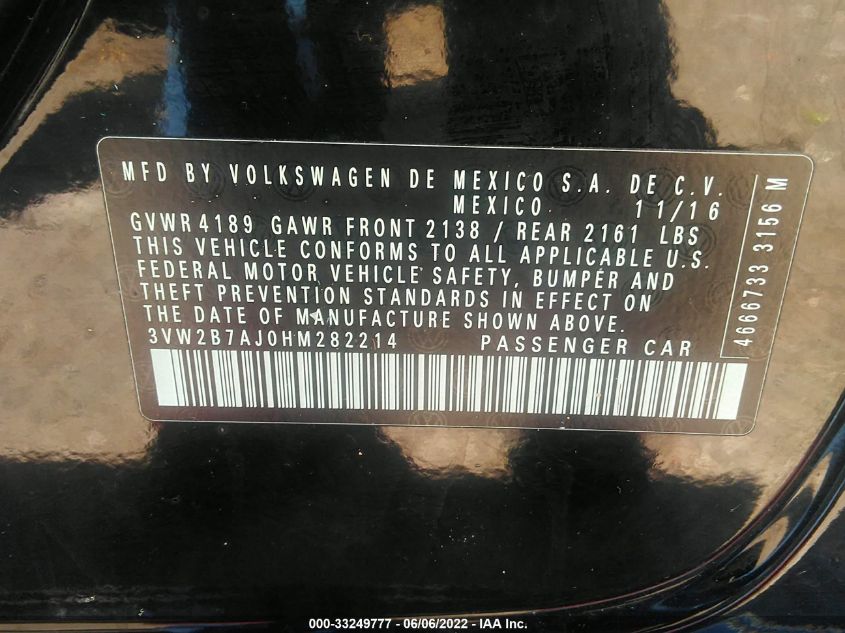 MFD BY VOLKSWAGEN DE MEXICO S.A. DE C.V.
MEXICO 11/16
GVWR 4189 GAWR FRONT 2138 / REAR 2161 LBS
THIS VEHICLE CONFORMS TO ALL APPLICABLE U.S.
FEDERAL MOTOR VEHICLE SAFETY, BUMPER AND
THEFT PREVENTION STANDARDS IN EFFECT ON
THE DATE OF MANUFACTURE SHOWN ABOVE.
3VW2B7AJ0HM282214 PASSENGER CAR
4666733 3156 M
000-33249777 - 06/06/2022 - IAA Inc.